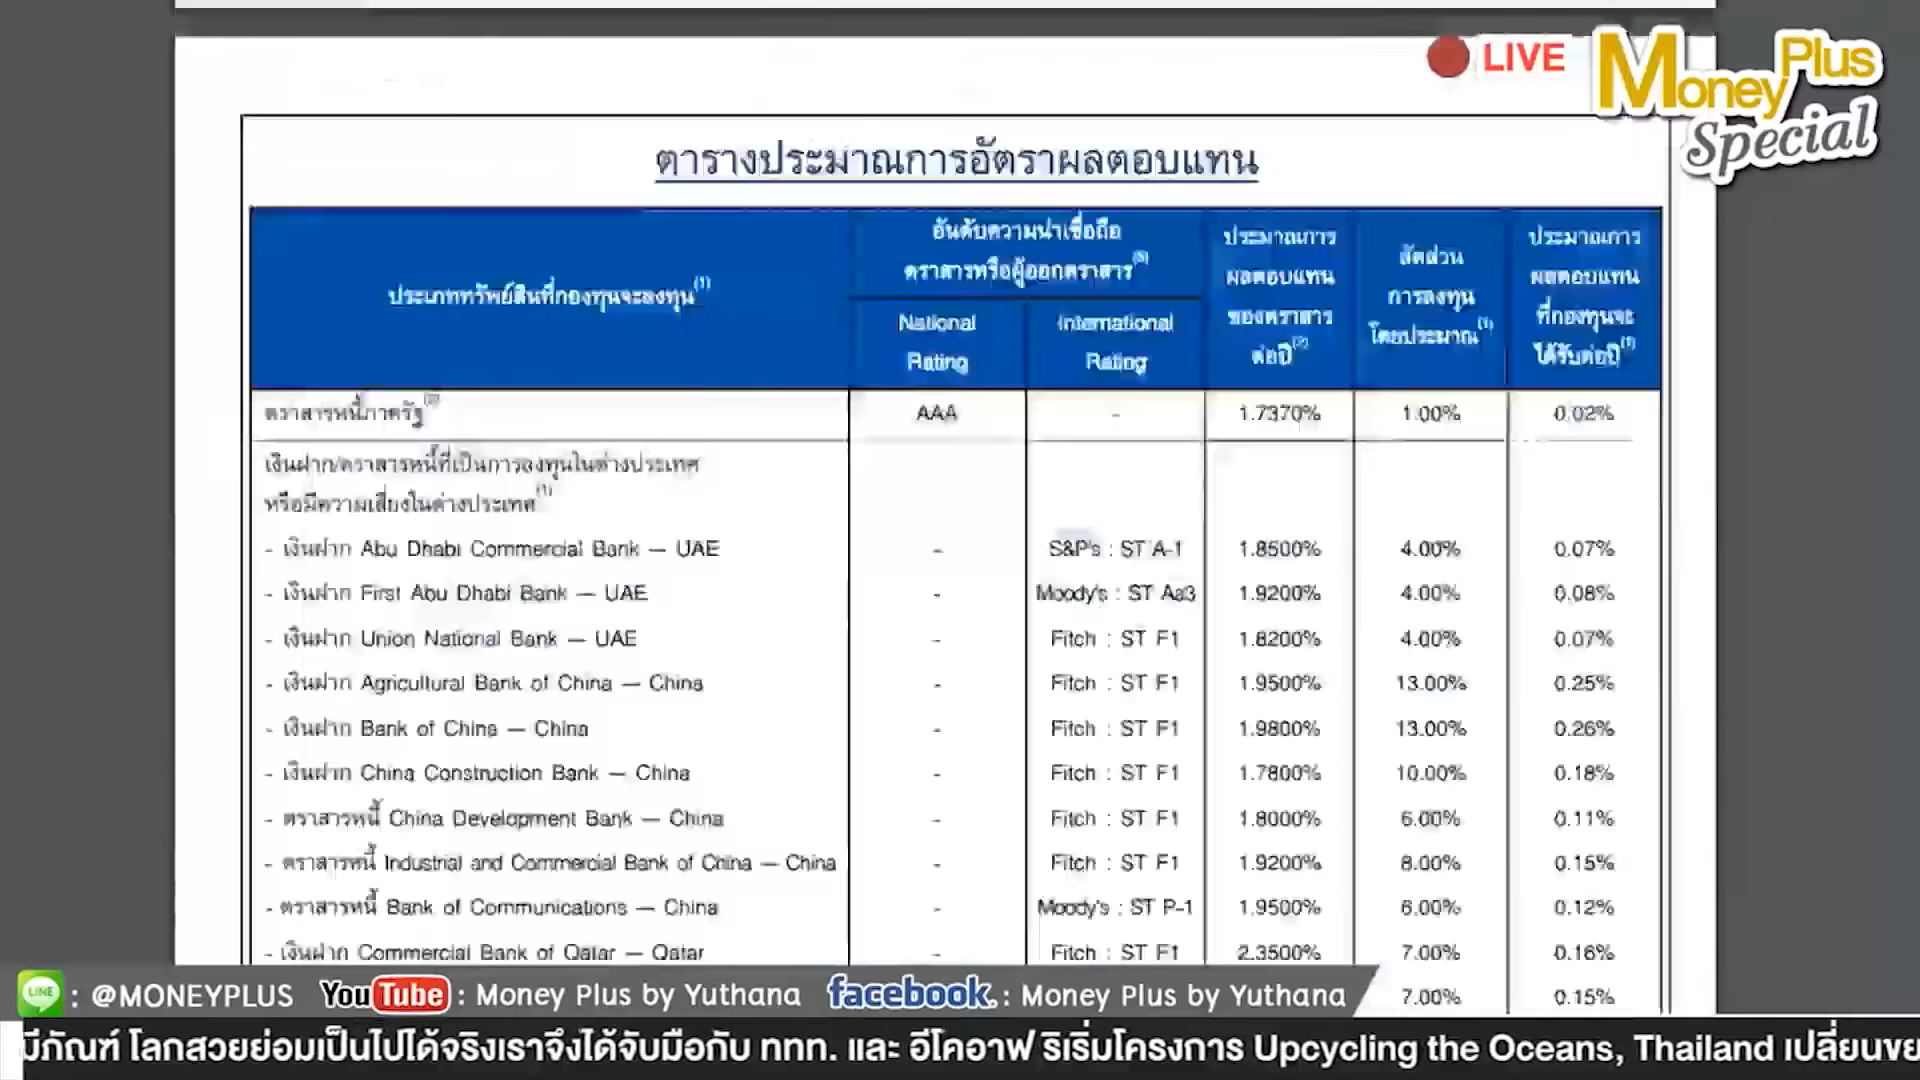 LIVE
Money Plus
Special
ตารางประมาณการอัตราผลตอบแทน
ประเภททรัพย์สินที่กองทุนจะลงทุน(1)
อันดับความน่าเชื่อถือ
ตราสารหรือผู้ออกตราสาร(5)
National
Rating
International
Rating
ประมาณการ
ผลตอบแทน
ของตราสาร
ต่อปี(2)
สัดส่วน
การลงทุน
โดยประมาณ(1)
ประมาณการ
ผลตอบแทน
ที่กองทุนจะ
ได้รับต่อปี(1)
ตราสารหนี้ภาครัฐ AAA - 1.7370% 1.00% 0.02%
เงินฝาก/ตราสารหนี้ที่เป็นการลงทุนในต่างประเทศ
หรือมีความเสี่ยงในต่างประเทศ(1)
- เงินฝาก Abu Dhabi Commercial Bank — UAE - S&P's : ST A-1 1.8500% 4.00% 0.07%
- เงินฝาก First Abu Dhabi Bank — UAE - Moody's : ST Aa3 1.9200% 4.00% 0.08%
- เงินฝาก Union National Bank — UAE - Fitch : ST F1 1.8200% 4.00% 0.07%
- เงินฝาก Agricultural Bank of China — China - Fitch : ST F1 1.9500% 13.00% 0.25%
- เงินฝาก Bank of China — China - Fitch : ST F1 1.9800% 13.00% 0.26%
- เงินฝาก China Construction Bank — China - Fitch : ST F1 1.7800% 10.00% 0.18%
- ตราสารหนี้ China Development Bank — China - Fitch : ST F1 1.8000% 6.00% 0.11%
- ตราสารหนี้ Industrial and Commercial Bank of China — China - Fitch : ST F1 1.9200% 8.00% 0.15%
- ตราสารหนี้ Bank of Communications — China - Moody's : ST P-1 1.9500% 6.00% 0.12%
- เงินฝาก Commercial Bank of Qatar — Qatar - Fitch : ST F1 2.3500% 7.00% 0.16%
7.00% 0.15%
LINE : @MONEYPLUS YouTube : Money Plus by Yuthana facebook. : Money Plus by Yuthana
มีภัณฑ์ โลกสวยย่อมเป็นไปได้จริงเราจึงได้จับมือกับ ททท. และ อีโคอาฟ ริเริ่มโครงการ Upcycling the Oceans, Thailand เปลี่ยนขย